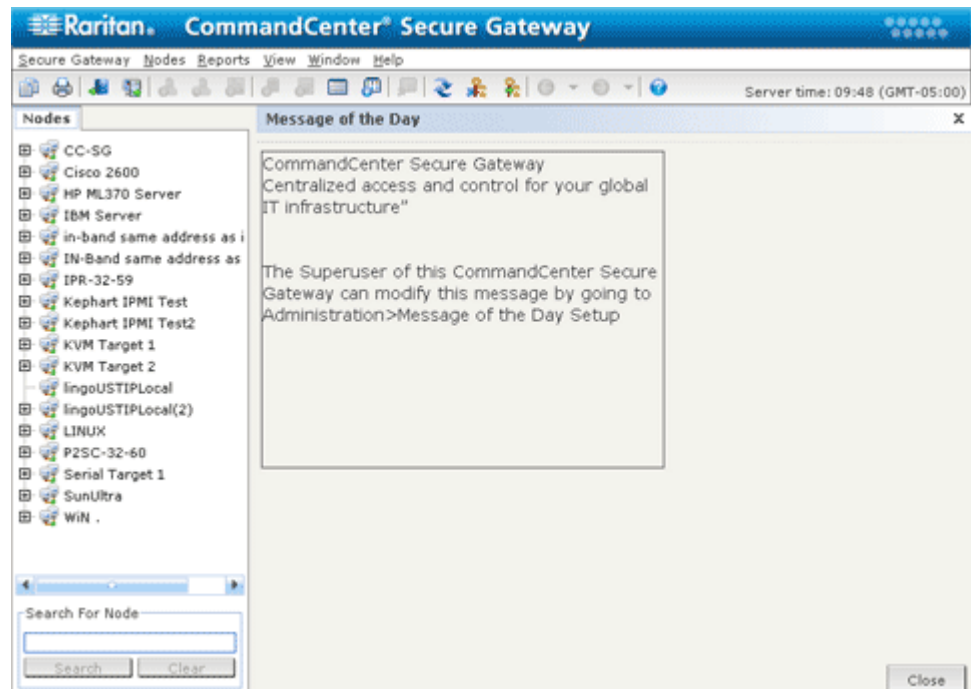 Raritan. CommandCenter® Secure Gateway
Secure Gateway Nodes Reports View Window Help
Server time: 09:48 (GMT-05:00)
Nodes
Message of the Day
x
CC-SG
Cisco 2600
HP ML370 Server
IBM Server
in-band same address as i
IN-Band same address as
IPR-32-59
Kephart IPMI Test
Kephart IPMI Test2
KVM Target 1
KVM Target 2
lingoUSTIPLocal
lingoUSTIPLocal(2)
LINUX
P2SC-32-60
Serial Target 1
SunUltra
WiN .
CommandCenter Secure Gateway
Centralized access and control for your global
IT infrastructure"
The Superuser of this CommandCenter Secure
Gateway can modify this message by going to
Administration>Message of the Day Setup
Search For Node
Search Clear
Close